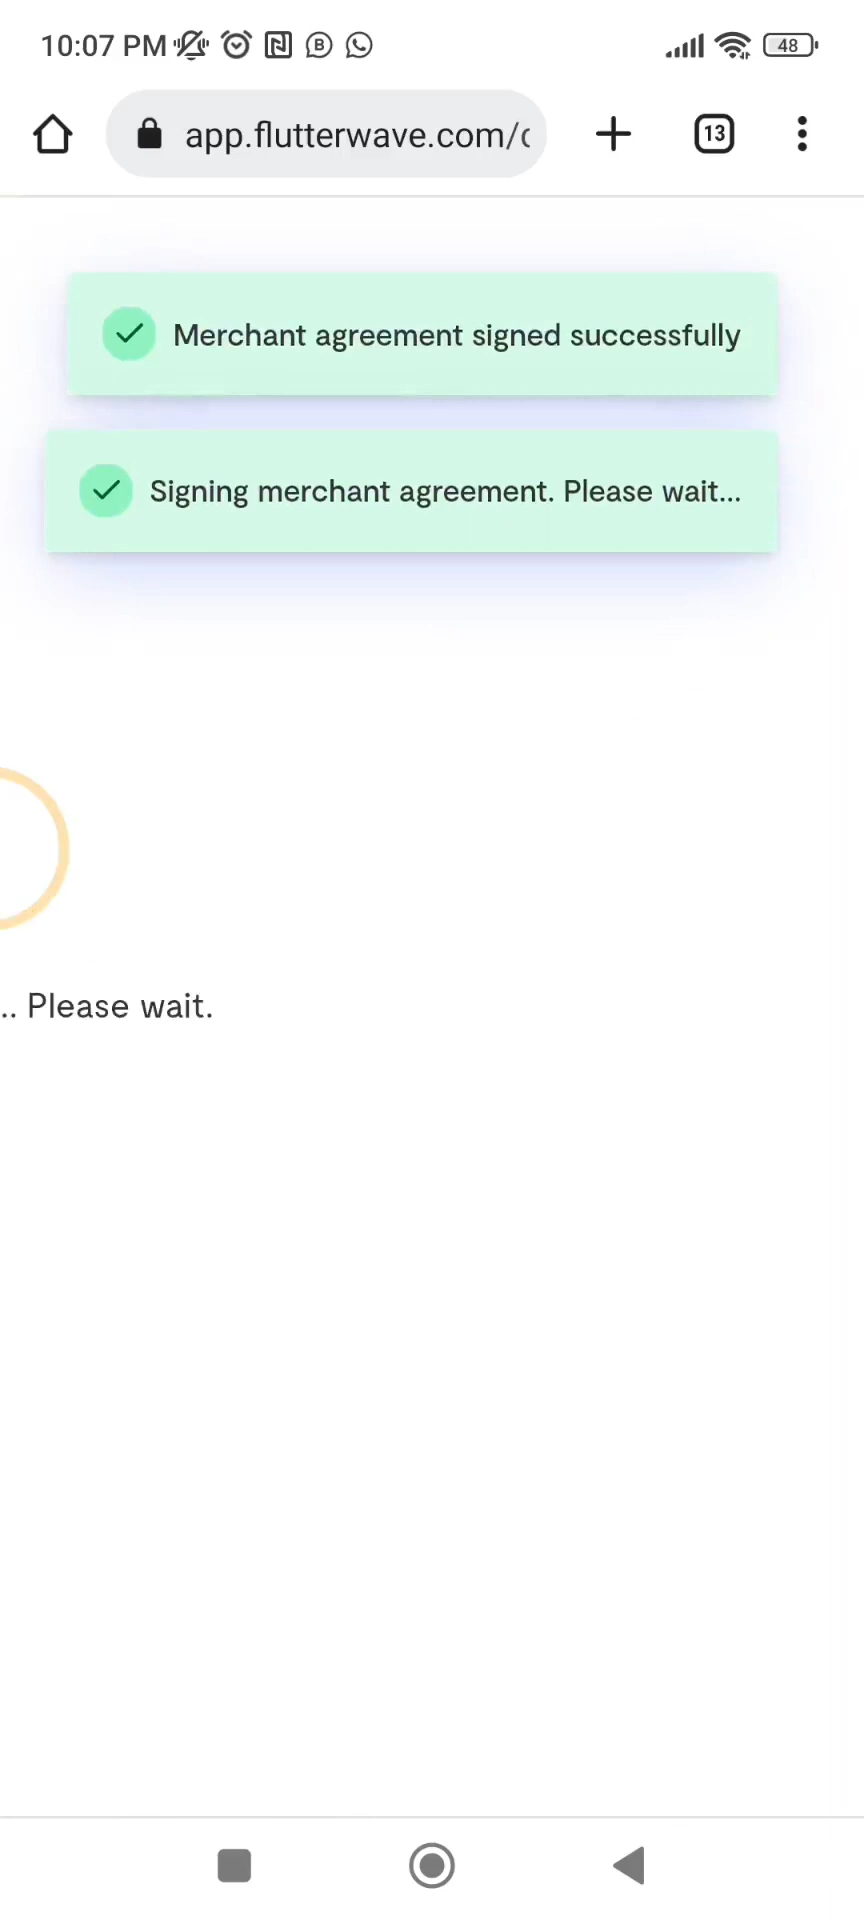 10:07 PM
48
app.flutterwave.com/
13
Merchant agreement signed successfully
Signing merchant agreement. Please wait...
.. Please wait.